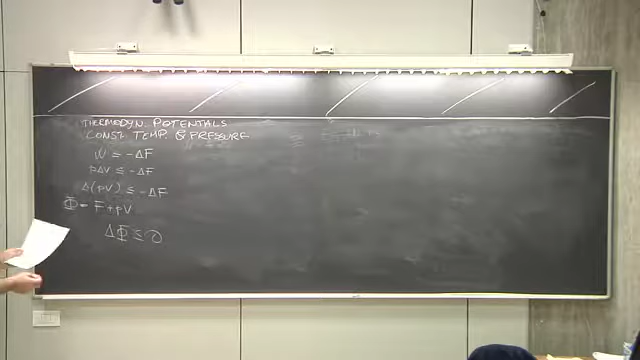 THERMODYN. POTENTIALS
CONST. TEMP. & PRESSURE
W ≤ -ΔF
pΔV ≤ -ΔF
Δ(pV) ≤ -ΔF
Φ = F + pV
ΔΦ ≤ 0